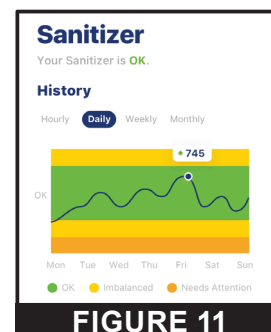 Sanitizer
Your Sanitizer is OK.
History
Hourly Daily Weekly Monthly
745
OK
Mon Tue Wed Thu Fri Sat Sun
OK Imbalanced Needs Attention
FIGURE 11